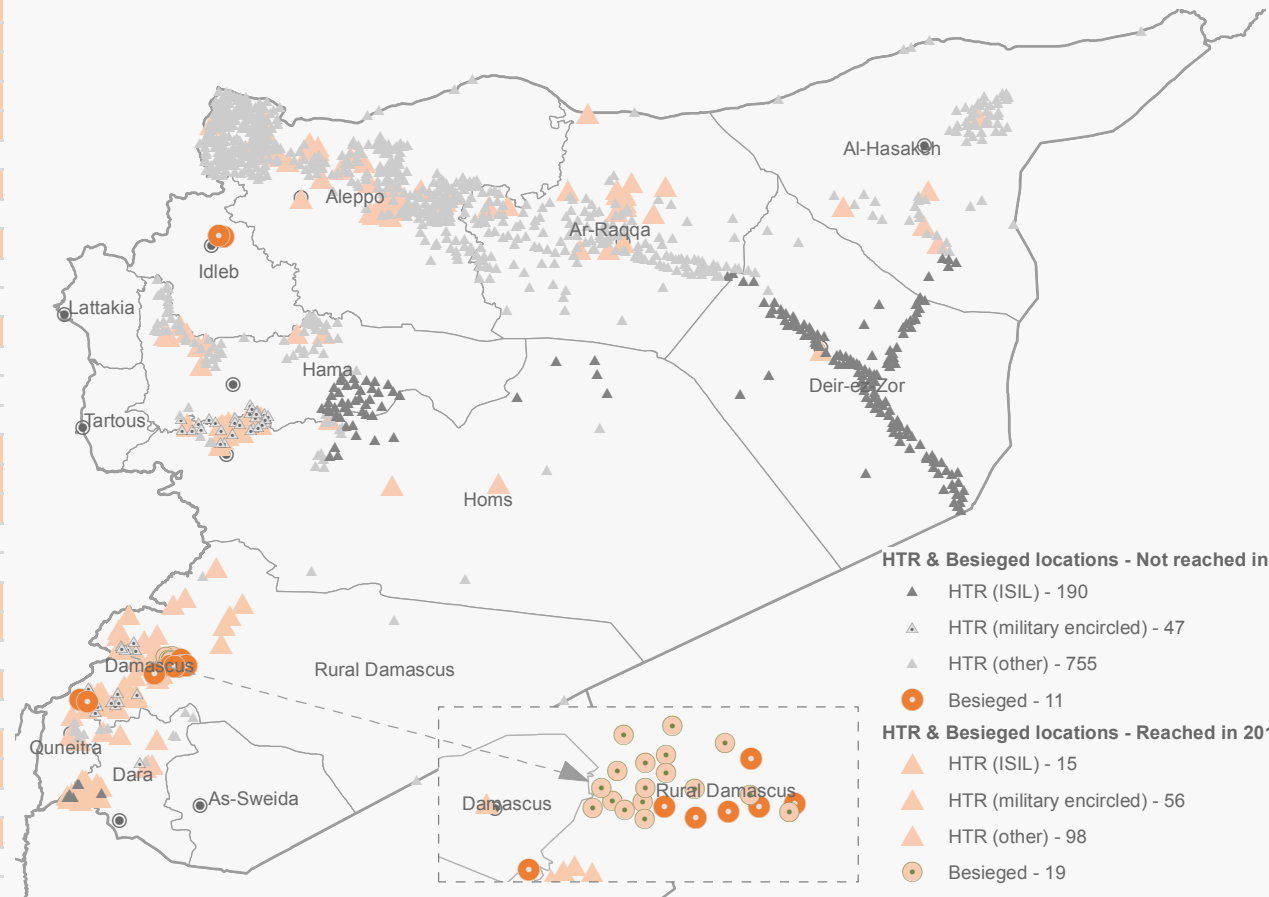 Al-Hasakeh
Aleppo
Ar-Raqqa
Idleb
Lattakia
Hama
Deir-ez-Zor
Tartous
Homs
Damascus
Rural Damascus
Quneitra
Dara
As-Sweida
Damascus
Rural Damascus
HTR & Besieged locations - Not reached in
HTR (ISIL) - 190
HTR (military encircled) - 47
HTR (other) - 755
Besieged - 11
HTR & Besieged locations - Reached in 201
HTR (ISIL) - 15
HTR (military encircled) - 56
HTR (other) - 98
Besieged - 19